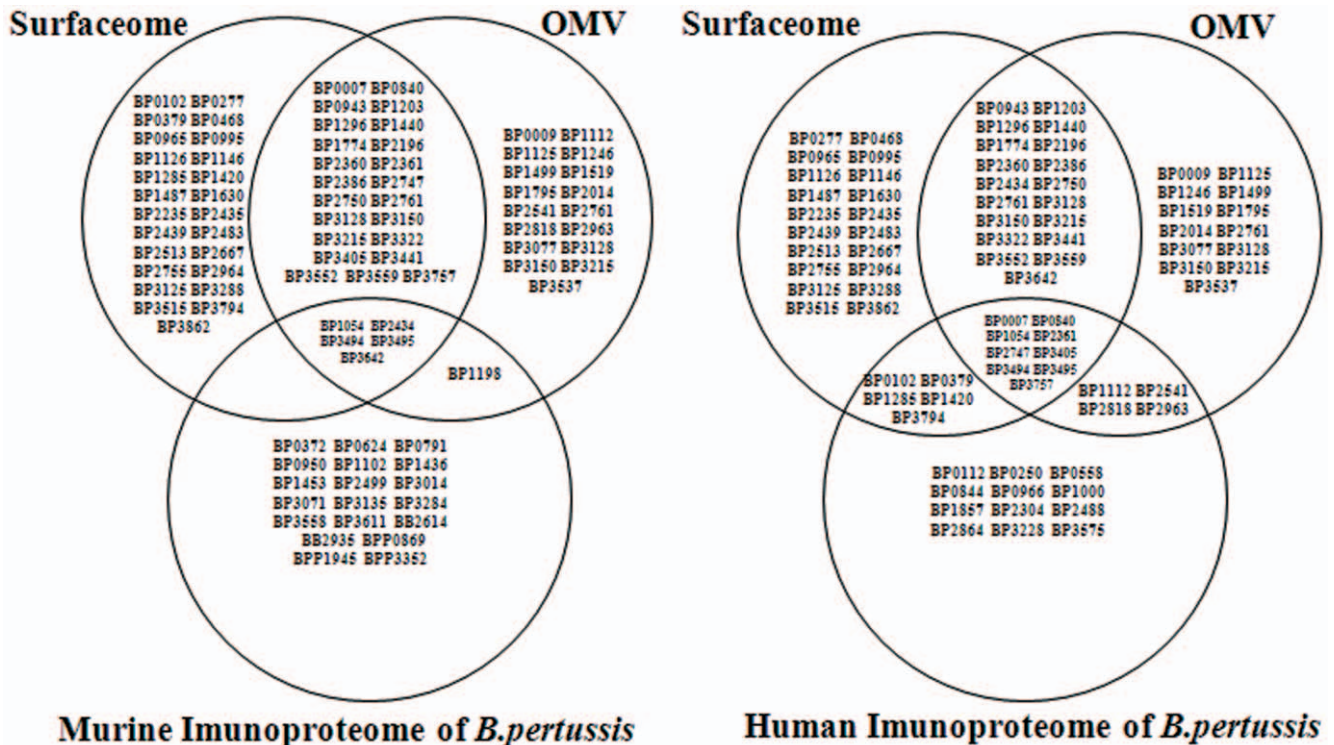 Surfaceome
OMV
BP0102 BP0277
BP0379 BP0468
BP0965 BP0995
BP1126 BP1146
BP1285 BP1420
BP1487 BP1630
BP2235 BP2435
BP2439 BP2483
BP2513 BP2667
BP2755 BP2964
BP3125 BP3288
BP3515 BP3794
BP3862
BP0007 BP0840
BP0943 BP1203
BP1296 BP1440
BP1774 BP2196
BP2360 BP2361
BP2386 BP2747
BP2750 BP2761
BP3128 BP3150
BP3215 BP3322
BP3405 BP3441
BP3552 BP3559 BP3757
BP0009 BP1112
BP1125 BP1246
BP1499 BP1519
BP1795 BP2014
BP2541 BP2761
BP2818 BP2963
BP3077 BP3128
BP3150 BP3215
BP3537
BP1054 BP2434
BP3494 BP3495
BP3642
BP1198
BP0372 BP0624 BP0791
BP0950 BP1102 BP1436
BP1453 BP2499 BP3014
BP3071 BP3135 BP3284
BP3558 BP3611 BB2614
BB2935 BPP0869
BPP1945 BPP3352
Murine Imunoproteome of B.pertussis
Surfaceome
OMV
BP0277 BP0468
BP0965 BP0995
BP1126 BP1146
BP1487 BP1630
BP2235 BP2435
BP2439 BP2483
BP2513 BP2667
BP2755 BP2964
BP3125 BP3288
BP3515 BP3862
BP0943 BP1203
BP1296 BP1440
BP1774 BP2196
BP2360 BP2386
BP2434 BP2750
BP2761 BP3128
BP3150 BP3215
BP3322 BP3441
BP3552 BP3559
BP3642
BP0009 BP1125
BP1246 BP1499
BP1519 BP1795
BP2014 BP2761
BP3077 BP3128
BP3150 BP3215
BP3537
BP0007 BP0840
BP1054 BP2361
BP2747 BP3405
BP3494 BP3495
BP3757
BP0102 BP0379
BP1285 BP1420
BP3794
BP1112 BP2541
BP2818 BP2963
BP0112 BP0250 BP0558
BP0844 BP0966 BP1000
BP1857 BP2304 BP2488
BP2864 BP3228 BP3575
Human Imunoproteome of B.pertussis